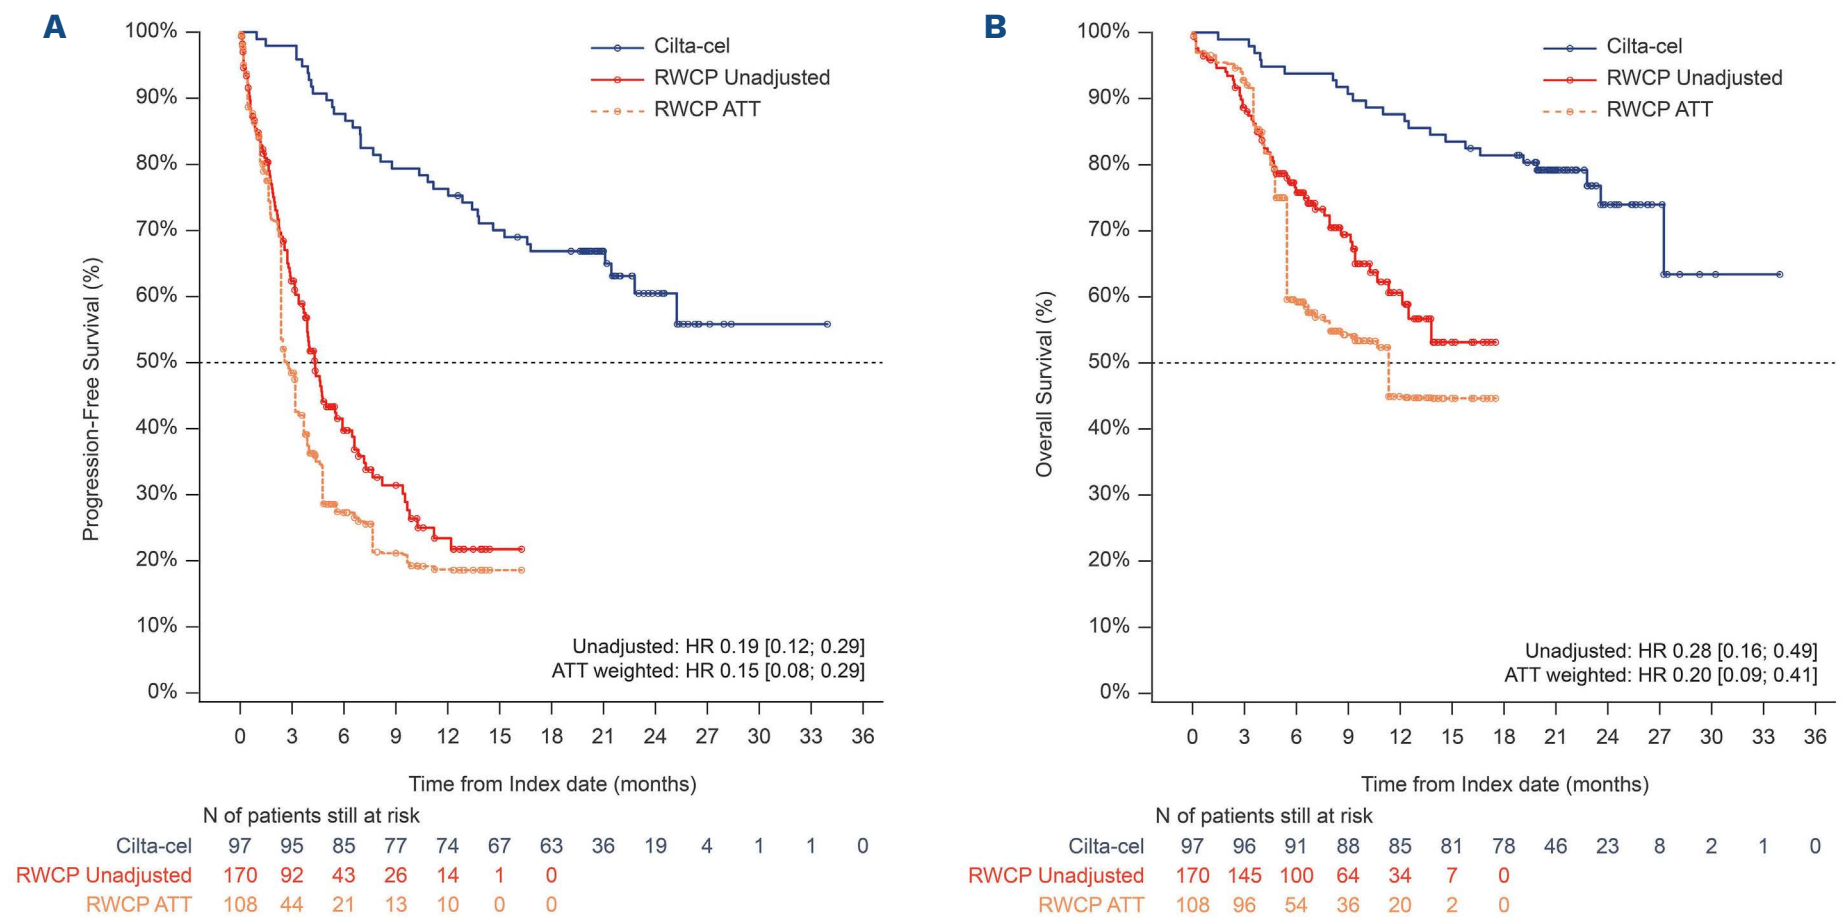 A
100%
90%
80%
70%
60%
50%
40%
30%
20%
10%
0%
Progression-Free Survival (%)
Cilta-cel
RWCP Unadjusted
RWCP ATT
Unadjusted: HR 0.19 [0.12; 0.29]
ATT weighted: HR 0.15 [0.08; 0.29]
0 3 6 9 12 15 18 21 24 27 30 33 36
Time from Index date (months)
N of patients still at risk
Cilta-cel 97 95 85 77 74 67 63 36 19 4 1 1 0
RWCP Unadjusted 170 92 43 26 14 1 0
RWCP ATT 108 44 21 13 10 0 0
B
100%
90%
80%
70%
60%
50%
40%
30%
20%
10%
0%
Overall Survival (%)
Cilta-cel
RWCP Unadjusted
RWCP ATT
Unadjusted: HR 0.28 [0.16; 0.49]
ATT weighted: HR 0.20 [0.09; 0.41]
0 3 6 9 12 15 18 21 24 27 30 33 36
Time from Index date (months)
N of patients still at risk
Cilta-cel 97 96 91 88 85 81 78 46 23 8 2 1 0
RWCP Unadjusted 170 145 100 64 34 7 0
RWCP ATT 108 96 54 36 20 2 0